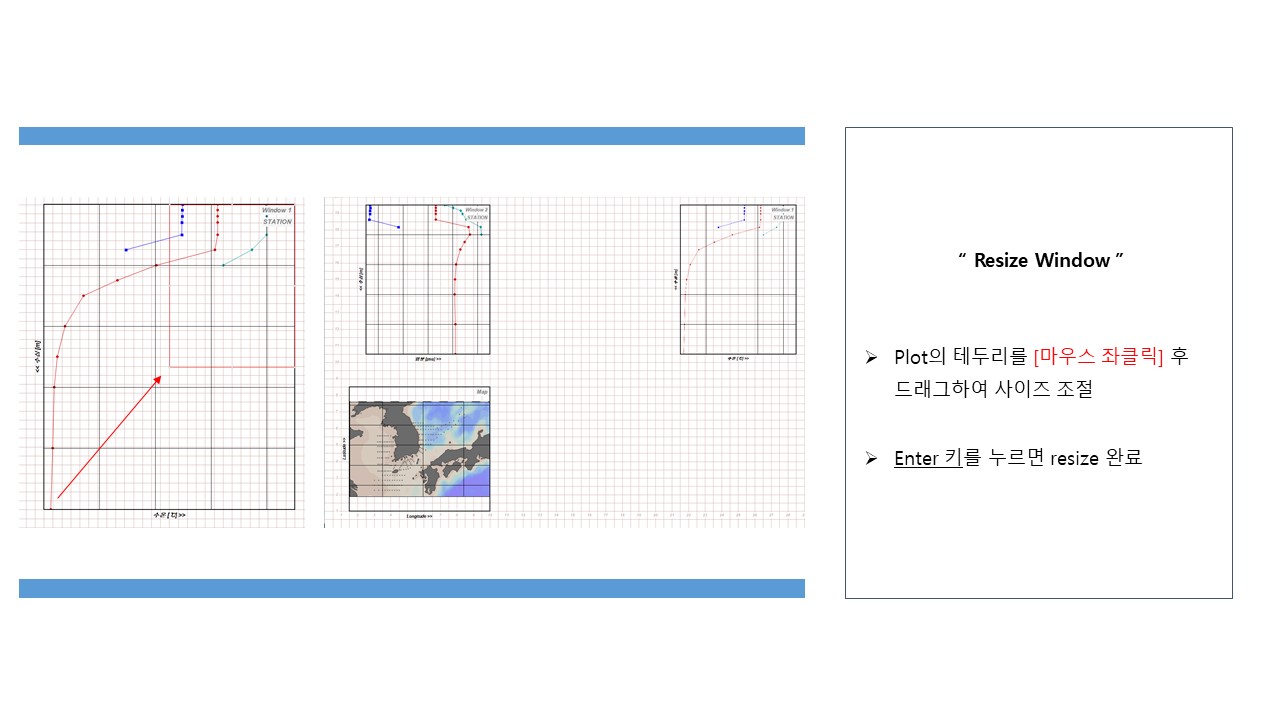 Window 1
STATION
<< 수심 [m]
수온 [℃] >>
Window 2
STATION
<< 수심 [m]
염분 [psu] >>
Window 1
STATION
<< 수심 [m]
수온 [℃] >>
Map
Latitude >>
Longitude >>
“ Resize Window ”
➢ Plot의 테두리를 [마우스 좌클릭] 후
드래그하여 사이즈 조절
➢ Enter 키를 누르면 resize 완료